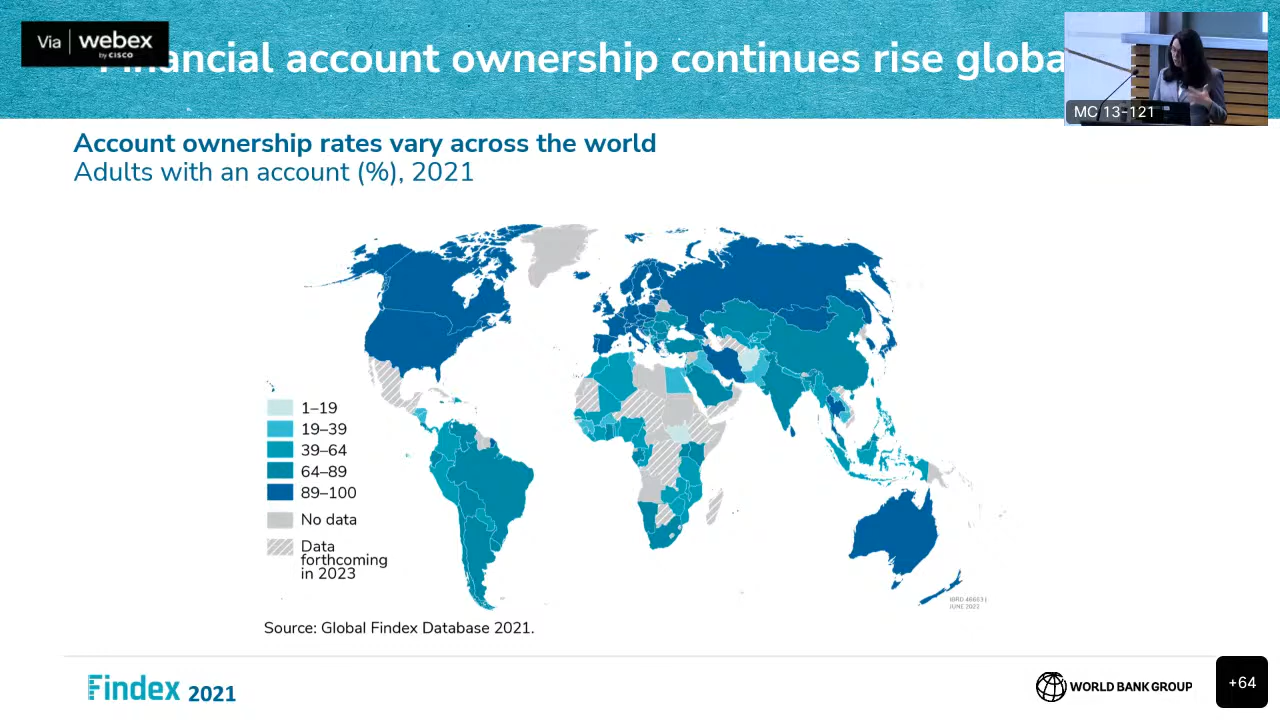 Via webex
by CISCO
Financial account ownership continues rise globa
MC 13-121
Account ownership rates vary across the world
Adults with an account (%), 2021
1–19
19–39
39–64
64–89
89–100
No data
Data
forthcoming
in 2023
IBRD 46663 |
JUNE 2022
Source: Global Findex Database 2021.
Findex 2021
WORLD BANK GROUP
+64